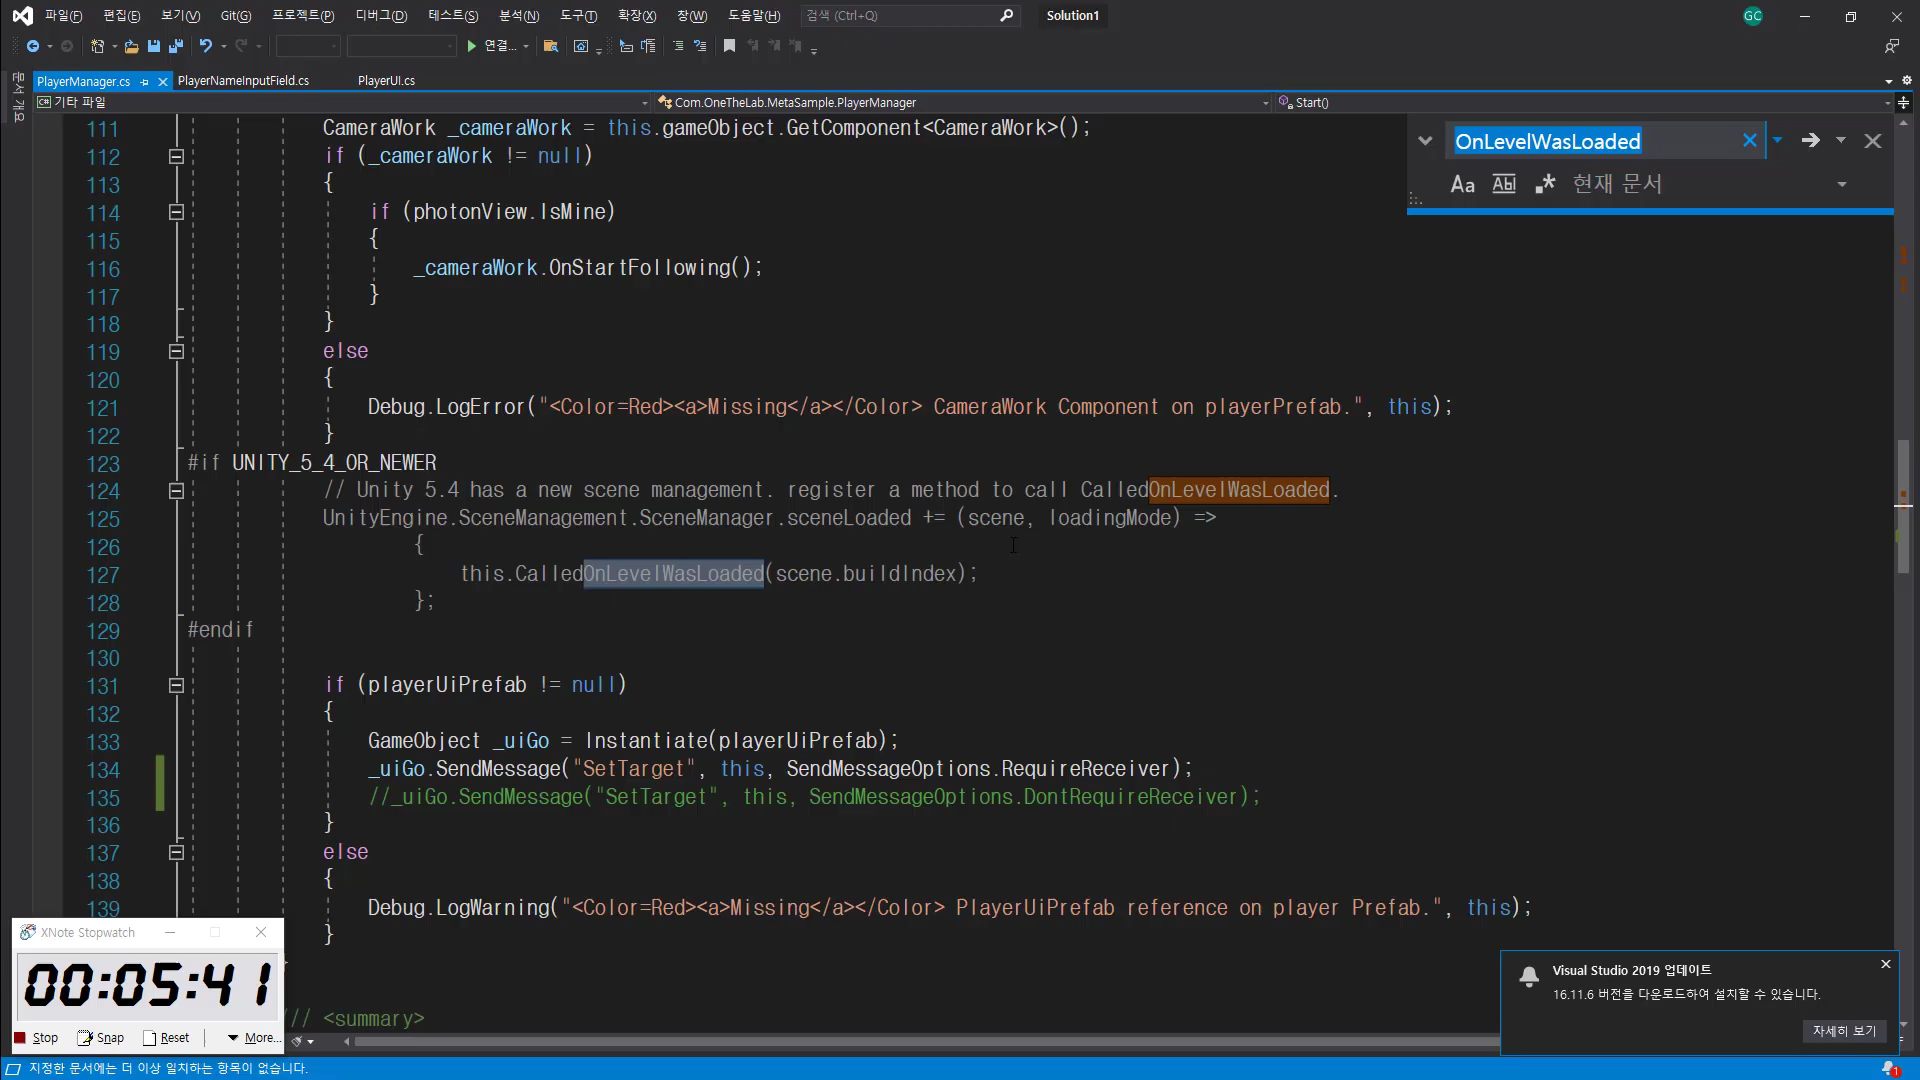 파일(F) 편집(E) 보기(V) Git(G) 프로젝트(P) 디버그(D) 테스트(S) 분석(N) 도구(T) 확장(X) 창(W) 도움말(H) 검색 (Ctrl+Q) Solution1 GC
연결...
문서 개요
PlayerManager.cs PlayerNameInputField.cs PlayerUI.cs
C# 기타 파일 Com.OneTheLab.MetaSample.PlayerManager Start()
OnLevelWasLoaded
Aa Abl .* 현재 문서
111 CameraWork _cameraWork = this.gameObject.GetComponent<CameraWork>();
112 if (_cameraWork != null)
113 {
114 if (photonView.IsMine)
115 {
116 _cameraWork.OnStartFollowing();
117 }
118 }
119 else
120 {
121 Debug.LogError("<Color=Red><a>Missing</a></Color> CameraWork Component on playerPrefab.", this);
122 }
123 #if UNITY_5_4_OR_NEWER
124 // Unity 5.4 has a new scene management. register a method to call CalledOnLevelWasLoaded.
125 UnityEngine.SceneManagement.SceneManager.sceneLoaded += (scene, loadingMode) =>
126 {
127 this.CalledOnLevelWasLoaded(scene.buildIndex);
128 };
129 #endif
130
131 if (playerUiPrefab != null)
132 {
133 GameObject _uiGo = Instantiate(playerUiPrefab);
134 _uiGo.SendMessage("SetTarget", this, SendMessageOptions.RequireReceiver);
135 //_uiGo.SendMessage("SetTarget", this, SendMessageOptions.DontRequireReceiver);
136 }
137 else
138 {
139 Debug.LogWarning("<Color=Red><a>Missing</a></Color> PlayerUiPrefab reference on player Prefab.", this);
}
/// <summary>
XNote Stopwatch
00:05:41
Stop Snap Reset More...
Visual Studio 2019 업데이트
16.11.6 버전을 다운로드하여 설치할 수 있습니다.
자세히 보기
지정한 문서에는 더 이상 일치하는 항목이 없습니다.
1